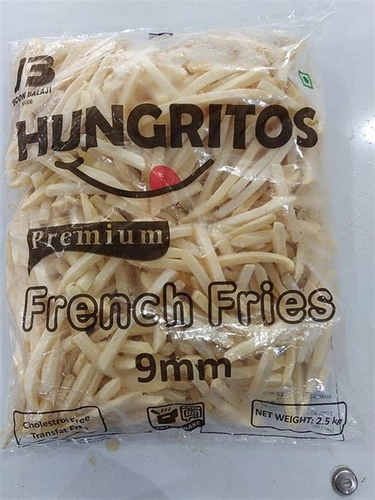 HUNGRITOS
Premium
French Fries
9mm
Cholestrol Free
Transfat Free
NET WEIGHT: 2.5 kg